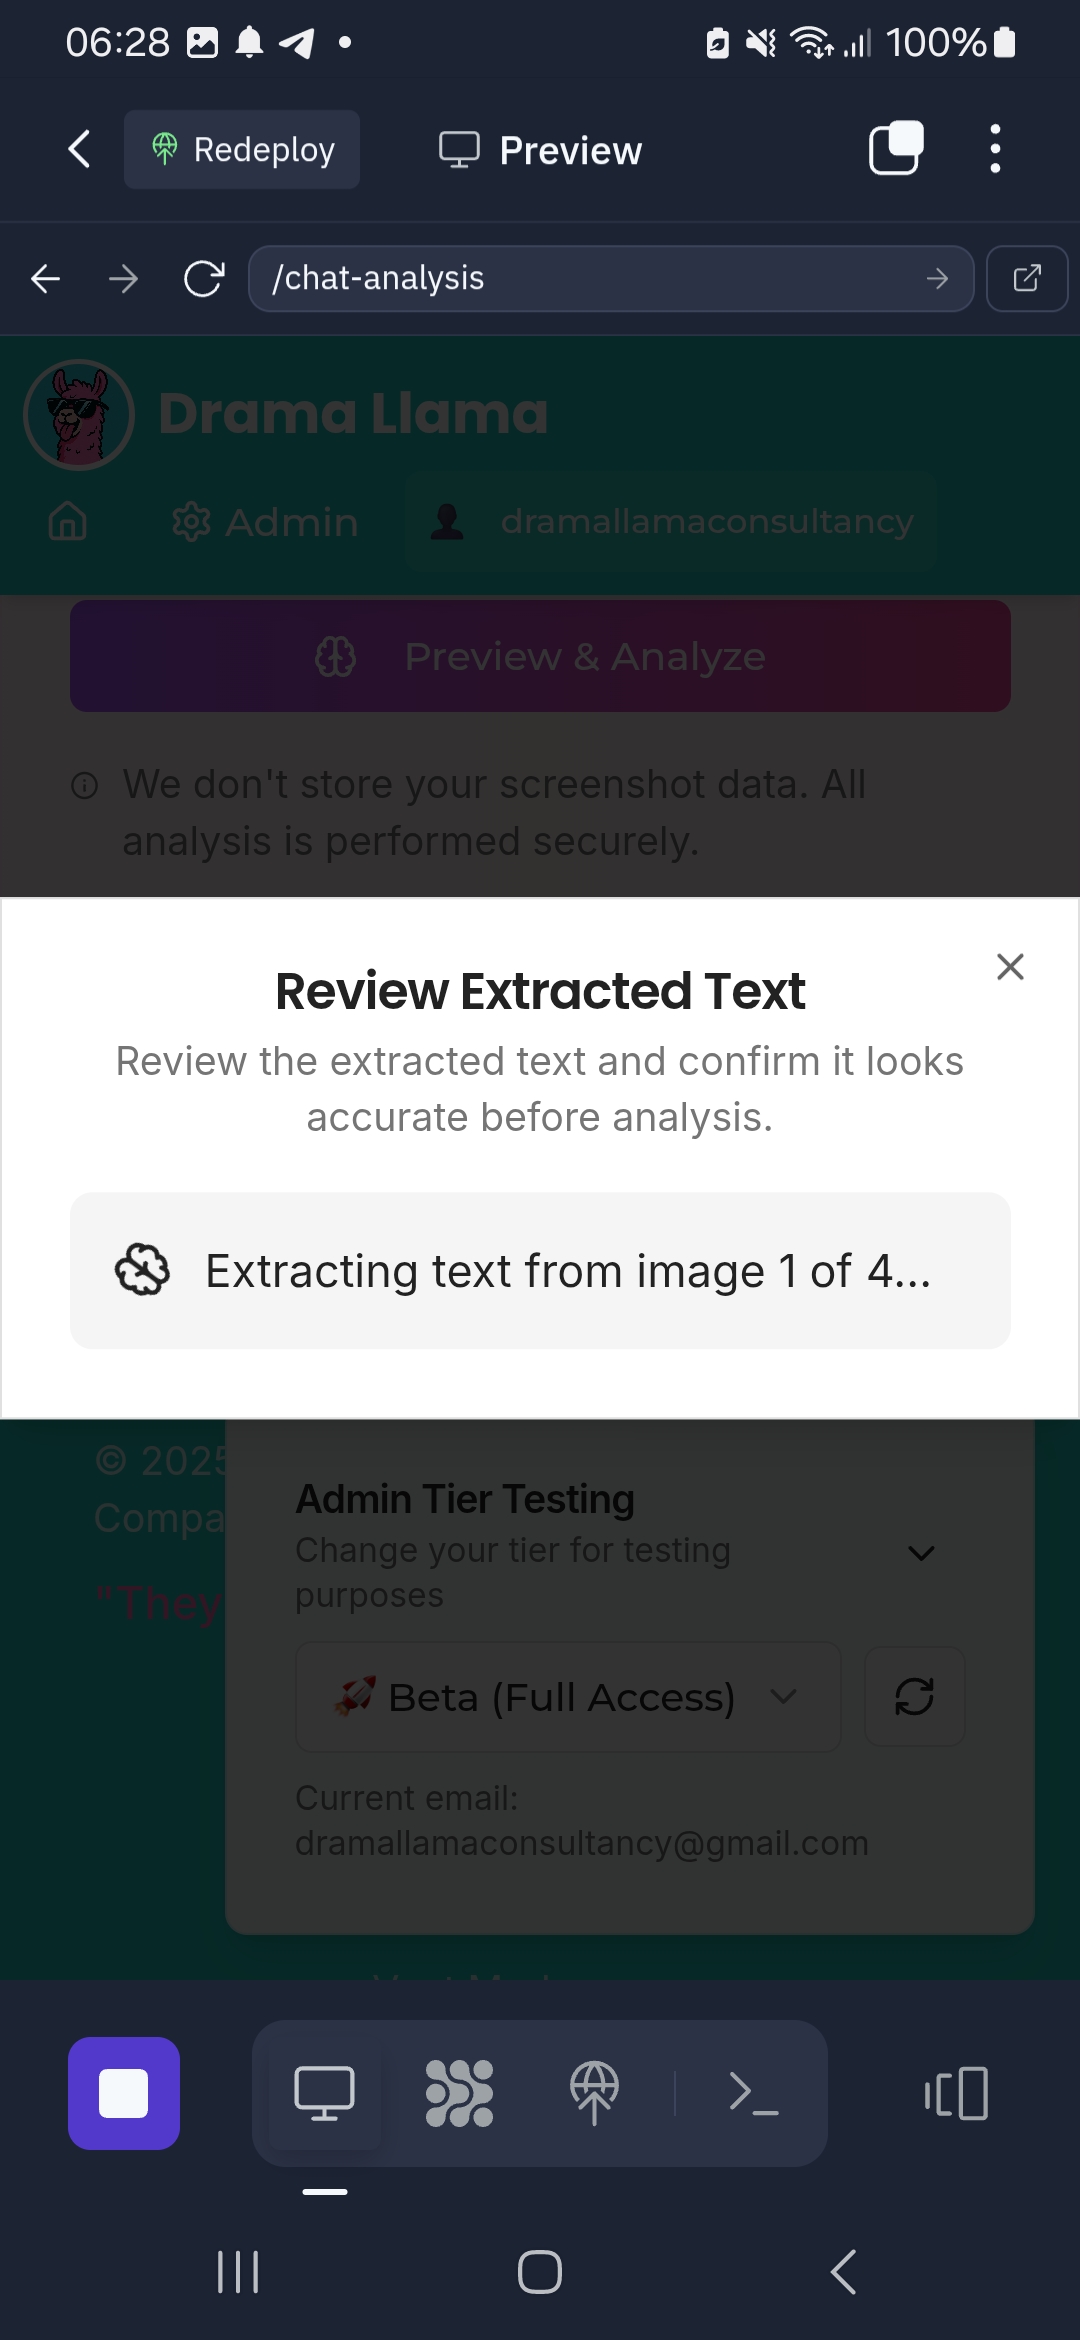 06:28
100%
Redeploy
Preview
/chat-analysis
Drama Llama
Admin
dramallamaconsultancy
Preview & Analyze
We don't store your screenshot data. All
analysis is performed securely.
Review Extracted Text
Review the extracted text and confirm it looks
accurate before analysis.
Extracting text from image 1 of 4...
© 2025
Compa
"They
Admin Tier Testing
Change your tier for testing
purposes
🚀 Beta (Full Access)
Current email:
dramallamaconsultancy@gmail.com